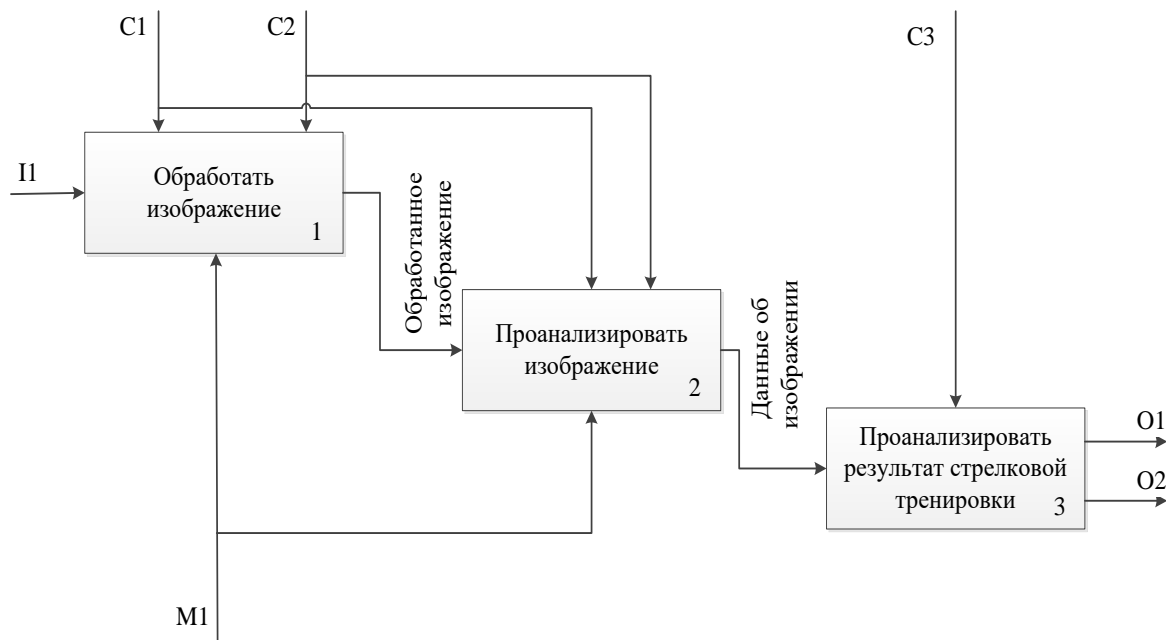 C1
C2
C3
I1
Обработать
изображение
1
Обработанное
изображение
Проанализировать
изображение
2
Данные об
изображении
Проанализировать
результат стрелковой
тренировки
3
O1
O2
M1